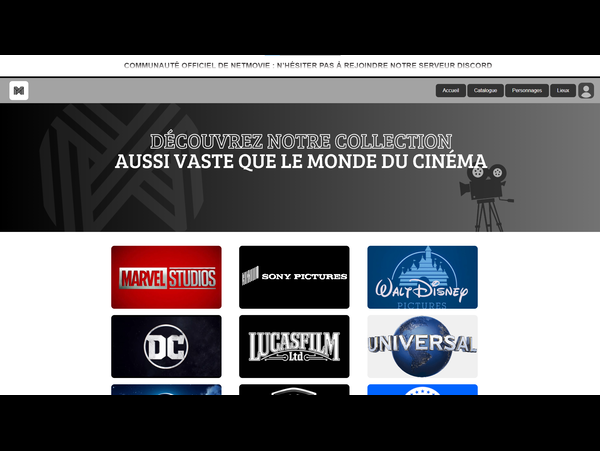 COMMUNAUTÉ OFFICIEL DE NETMOVIE : N'HÉSITER PAS À REJOINDRE NOTRE SERVEUR DISCORD
Accueil Catalogue Personnages Lieux
DÉCOUVREZ NOTRE COLLECTION
AUSSI VASTE QUE LE MONDE DU CINÉMA
MARVEL STUDIOS SONY PICTURES WALT DISNEY
PICTURES
DC LUCASFILM UNIVERSAL
Ltd